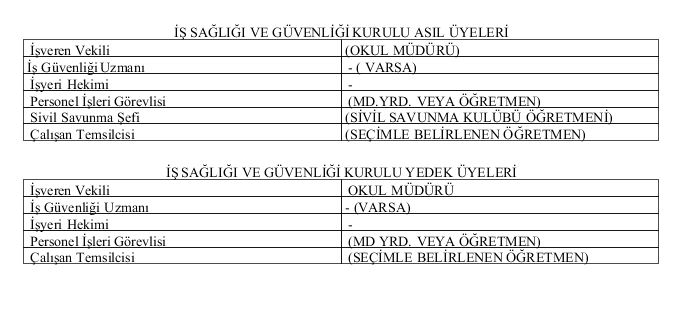 İŞ SAĞLIĞI VE GÜVENLİĞİ KURULU ASIL ÜYELERİ
İşveren Vekili (OKUL MÜDÜRÜ)
İş Güvenliği Uzmanı - ( VARSA)
İşyeri Hekimi -
Personel İşleri Görevlisi (MD.YRD. VEYA ÖĞRETMEN)
Sivil Savunma Şefi (SİVİL SAVUNMA KULÜBÜ ÖĞRETMENİ)
Çalışan Temsilcisi (SEÇİMLE BELİRLENEN ÖĞRETMEN)
İŞ SAĞLIĞI VE GÜVENLİĞİ KURULU YEDEK ÜYELERİ
İşveren Vekili OKUL MÜDÜRÜ
İş Güvenliği Uzmanı - (VARSA)
İşyeri Hekimi -
Personel İşleri Görevlisi (MD YRD. VEYA ÖĞRETMEN)
Çalışan Temsilcisi (SEÇİMLE BELİRLENEN ÖĞRETMEN)